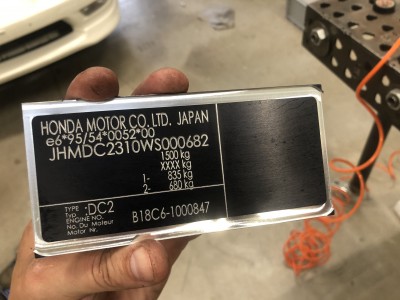 HONDA MOTOR CO., LTD. JAPAN
e6*95/54*0052*00
JHMDC2310WS000682
1500 kg
XXXX kg
1- 835 kg
2- 680 kg
TYPE
Typ :DC2
ENGINE NO.
No. Du Moteur B18C6-1000847
Motor Nr.